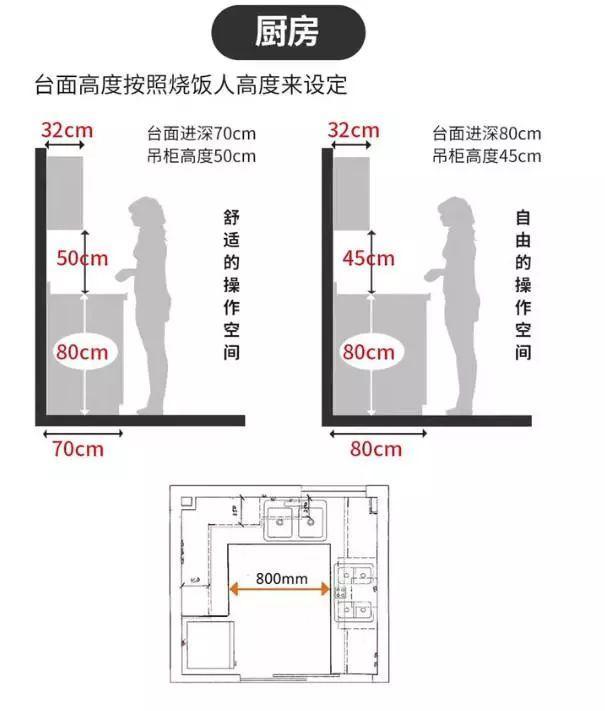 厨房
台面高度按照烧饭人高度来设定
32cm
台面进深70cm
吊柜高度50cm
50cm
舒适的操作空间
80cm
70cm
32cm
台面进深80cm
吊柜高度45cm
45cm
自由的操作空间
80cm
80cm
800mm